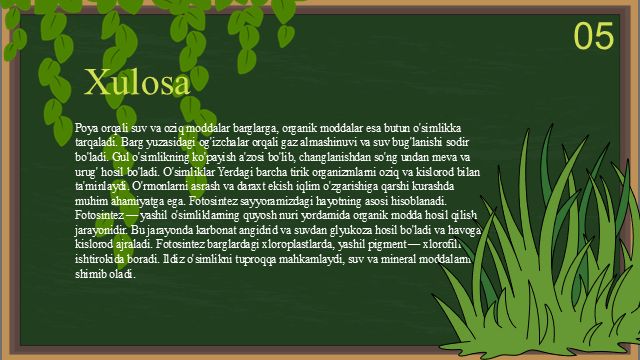 05
Xulosa
Poya orqali suv va oziq moddalar barglarga, organik moddalar esa butun o'simlikka
tarqaladi. Barg yuzasidagi og'izchalar orqali gaz almashinuvi va suv bug'lanishi sodir
bo'ladi. Gul o'simlikning ko'payish a'zosi bo'lib, changlanishdan so'ng undan meva va
urug' hosil bo'ladi. O'simliklar Yerdagi barcha tirik organizmlarni oziq va kislorod bilan
ta'minlaydi. O'rmonlarni asrash va daraxt ekish iqlim o'zgarishiga qarshi kurashda
muhim ahamiyatga ega. Fotosintez sayyoramizdagi hayotning asosi hisoblanadi.
Fotosintez — yashil o'simliklarning quyosh nuri yordamida organik modda hosil qilish
jarayonidir. Bu jarayonda karbonat angidrid va suvdan glyukoza hosil bo'ladi va havoga
kislorod ajraladi. Fotosintez barglardagi xloroplastlarda, yashil pigment — xlorofill
ishtirokida boradi. Ildiz o'simlikni tuproqqa mahkamlaydi, suv va mineral moddalarni
shimib oladi.